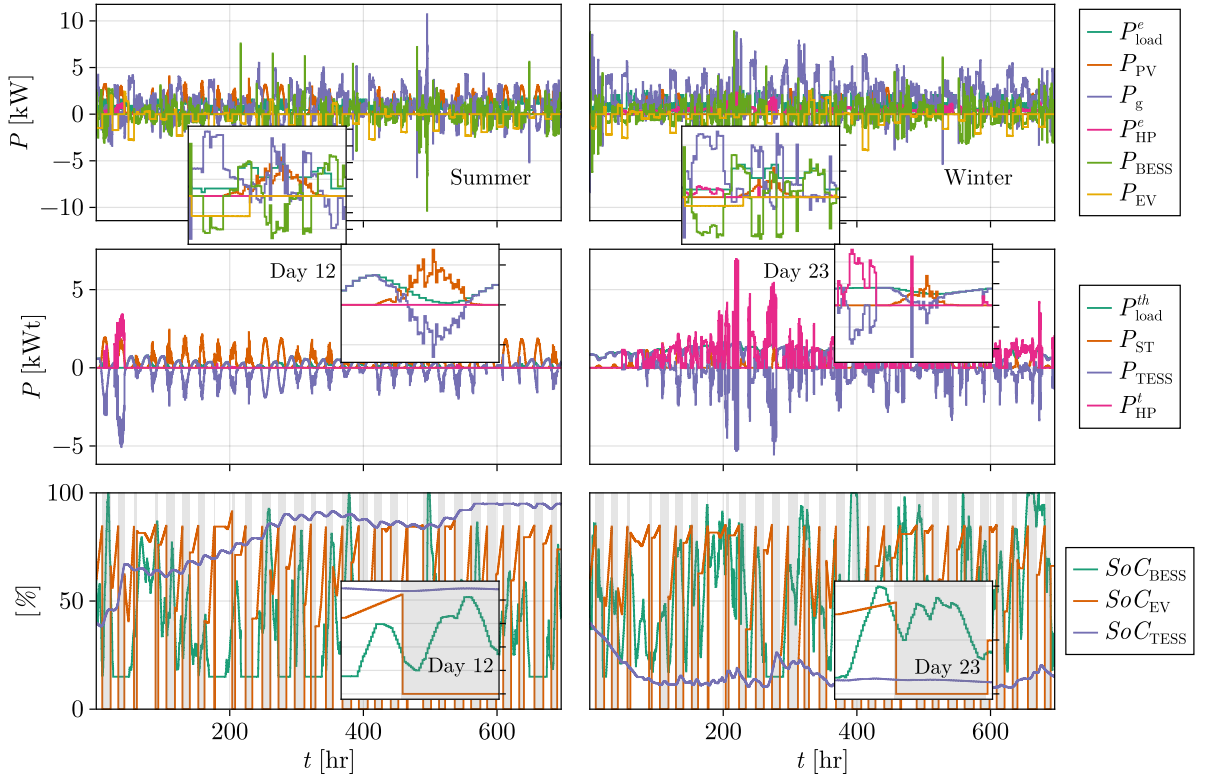 10
5
0
−5
−10
P [kW]
Summer
Winter
P^e_load
P_PV
P_g
P^e_HP
P_BESS
P_EV
5
0
−5
P [kWt]
Day 12
Day 23
P^th_load
P_ST
P_TESS
P^t_HP
100
50
0
[%]
Day 12
Day 23
SoC_BESS
SoC_EV
SoC_TESS
200 400 600
200 400 600
t [hr]
t [hr]